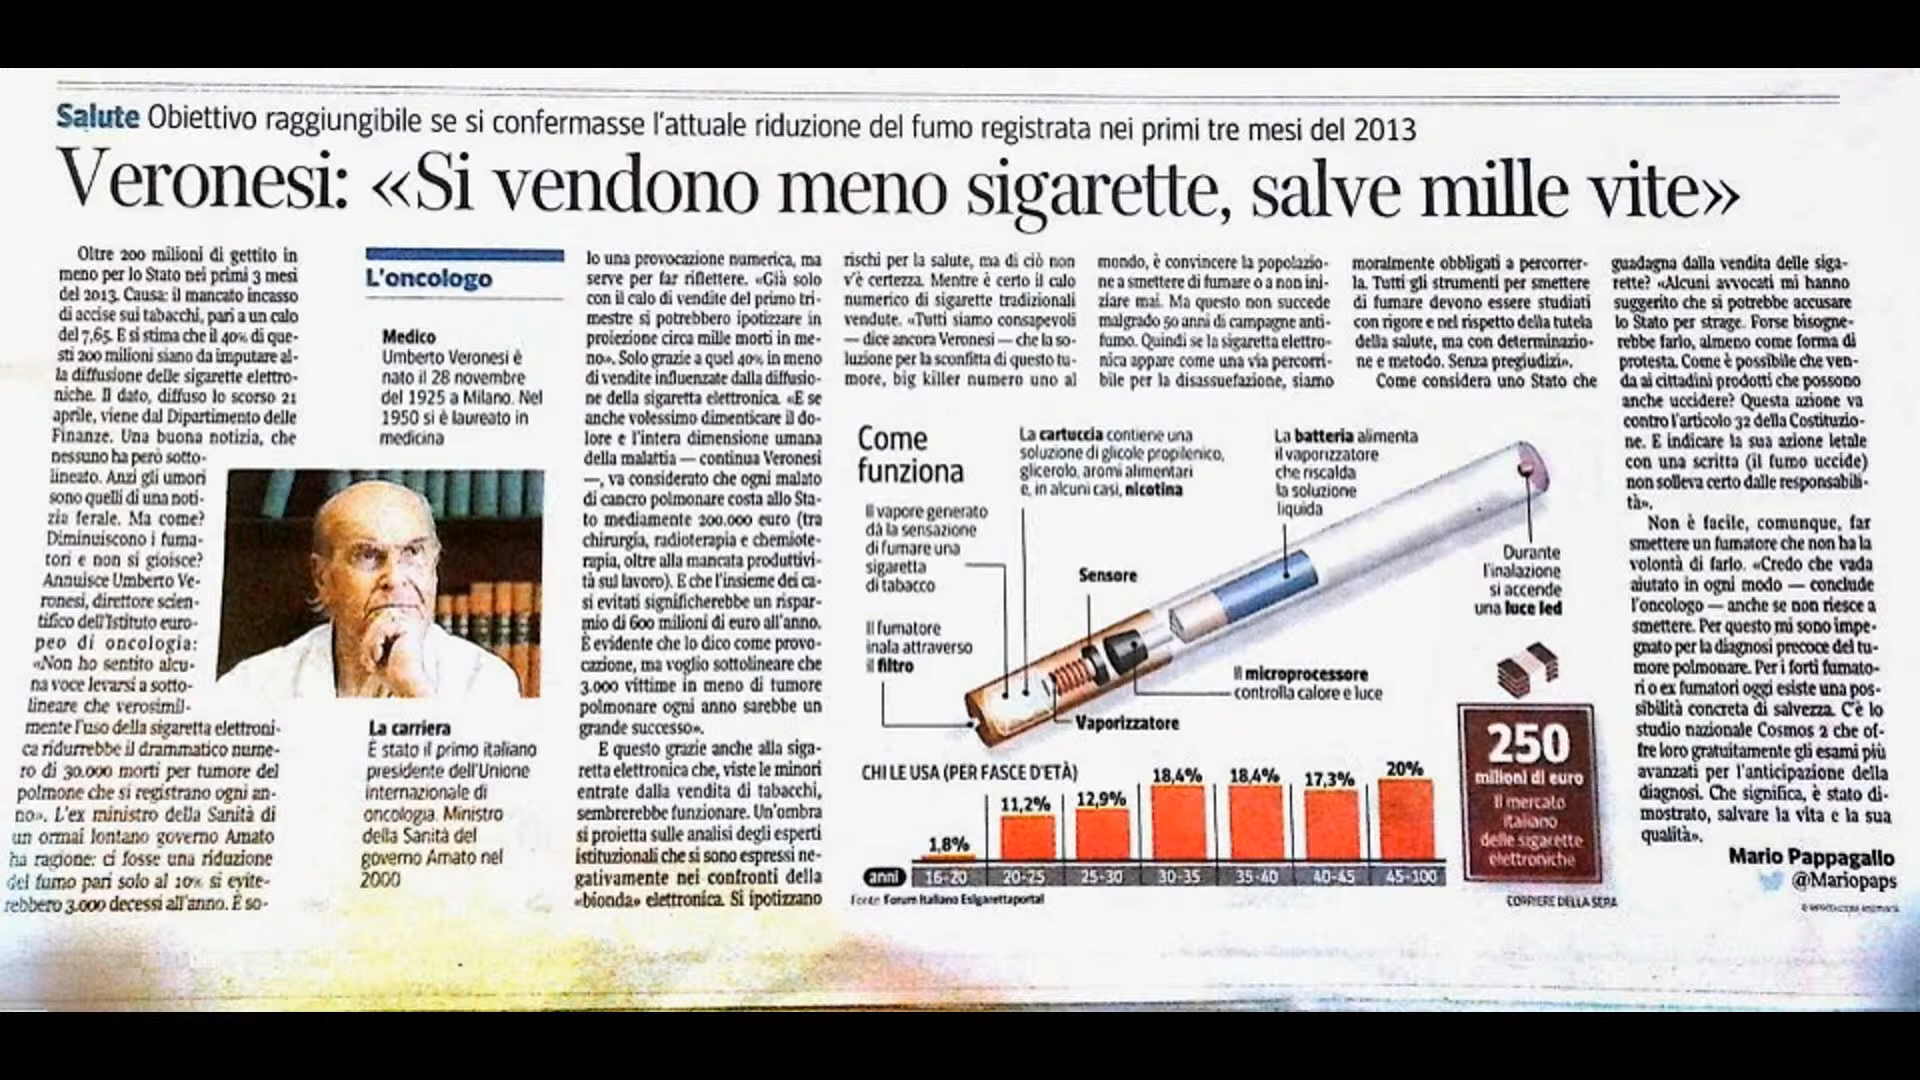 Salute Obiettivo raggiungibile se si confermasse l'attuale riduzione del fumo registrata nei primi tre mesi del 2013
Veronesi: «Si vendono meno sigarette, salve mille vite»
Oltre 200 milioni di gettito in
meno per lo Stato nei primi 3 mesi
del 2013. Causa: il mancato incasso
di accise sui tabacchi, pari a un calo
del 7,65. E si stima che il 40% di que-
sti 200 milioni siano da imputare al-
la diffusione delle sigarette elettro-
niche. Il dato, diffuso lo scorso 21
aprile, viene dal Dipartimento delle
Finanze. Una buona notizia, che
nessuno ha però sotto-
lineato. Anzi gli umori
sono quelli di una noti-
zia ferale. Ma come?
Diminuiscono i fuma-
tori e non si gioisce?
Annuisce Umberto Ve-
ronesi, direttore scien-
tifico dell'Istituto euro-
peo di oncologia:
«Non ho sentito alcu-
na voce levarsi a sotto-
lineare che verosimil-
mente l'uso della sigaretta elettroni-
ca ridurrebbe il drammatico nume-
ro di 30.000 morti per tumore del
polmone che si registrano ogni an-
no». L'ex ministro della Sanità di
un ormai lontano governo Amato
ha ragione: ci fosse una riduzione
del fumo pari solo al 10% si evite-
rebbero 3.000 decessi all'anno. È so-
L'oncologo
Medico
Umberto Veronesi è
nato il 28 novembre
del 1925 a Milano. Nel
1950 si è laureato in
medicina
La carriera
È stato il primo italiano
presidente dell'Unione
internazionale di
oncologia. Ministro
della Sanità del
governo Amato nel
2000
lo una provocazione numerica, ma
serve per far riflettere. «Già solo
con il calo di vendite del primo tri-
mestre si potrebbero ipotizzare in
proiezione circa mille morti in me-
no». Solo grazie a quel 40% in meno
di vendite influenzate dalla diffusio-
ne della sigaretta elettronica. «E se
anche volessimo dimenticare il do-
lore e l'intera dimensione umana
della malattia — continua Veronesi
—, va considerato che ogni malato
di cancro polmonare costa allo Sta-
to mediamente 200.000 euro (tra
chirurgia, radioterapia e chemiote-
rapia, oltre alla mancata produttivi-
tà sul lavoro). E che l'insieme dei ca-
si evitati significherebbe un rispar-
mio di 600 milioni di euro all'anno.
È evidente che lo dico come provo-
cazione, ma voglio sottolineare che
3.000 vittime in meno di tumore
polmonare ogni anno sarebbe un
grande successo».
E questo grazie anche alla siga-
retta elettronica che, viste le minori
entrate dalla vendita di tabacchi,
sembrerebbe funzionare. Un'ombra
si proietta sulle analisi degli esperti
istituzionali che si sono espressi ne-
gativamente nei confronti della
«bionda» elettronica. Si ipotizzano
rischi per la salute, ma di ciò non
v'è certezza. Mentre è certo il calo
numerico di sigarette tradizionali
vendute. «Tutti siamo consapevoli
— dice ancora Veronesi — che la so-
luzione per la sconfitta di questo tu-
more, big killer numero uno al
mondo, è convincere la popolazio-
ne a smettere di fumare o a non ini-
ziare mai. Ma questo non succede
malgrado 50 anni di campagne anti-
fumo. Quindi se la sigaretta elettro-
nica appare come una via percorri-
bile per la disassuefazione, siamo
moralmente obbligati a percorrer-
la. Tutti gli strumenti per smettere
di fumare devono essere studiati
con rigore e nel rispetto della tutela
della salute, ma con determinazio-
ne e metodo. Senza pregiudizi».
Come considera uno Stato che
guadagna dalla vendita delle siga-
rette? «Alcuni avvocati mi hanno
suggerito che si potrebbe accusare
lo Stato per strage. Forse bisogne-
rebbe farlo, almeno come forma di
protesta. Come è possibile che ven-
da ai cittadini prodotti che possono
anche uccidere? Questa azione va
contro l'articolo 32 della Costituzio-
ne. E indicare la sua azione letale
con una scritta (il fumo uccide)
non solleva certo dalle responsabili-
tà».
Non è facile, comunque, far
smettere un fumatore che non ha la
volontà di farlo. «Credo che vada
aiutato in ogni modo — conclude
l'oncologo — anche se non riesce a
smettere. Per questo mi sono impe-
gnato per la diagnosi precoce del tu-
more polmonare. Per i forti fumato-
ri o ex fumatori oggi esiste una pos-
sibilità concreta di salvezza. C'è lo
studio nazionale Cosmos 2 che of-
fre loro gratuitamente gli esami più
avanzati per l'anticipazione della
diagnosi. Che significa, è stato di-
mostrato, salvare la vita e la sua
qualità».
Mario Pappagallo
@Mariopaps
Come
funziona
La cartuccia contiene una
soluzione di glicole propilenico,
glicerolo, aromi alimentari
e, in alcuni casi, nicotina
La batteria alimenta
il vaporizzatore
che riscalda
la soluzione
liquida
Il vapore generato
dà la sensazione
di fumare una
sigaretta
di tabacco
Sensore
Durante
l'inalazione
si accende
una luce led
Il fumatore
inala attraverso
il filtro
Il microprocessore
controlla calore e luce
Vaporizzatore
CHI LE USA (PER FASCE D'ETÀ)
1,8% 11,2% 12,9% 18,4% 18,4% 17,3% 20%
anni 16-20 20-25 25-30 30-35 35-40 40-45 45-100
Fonte: Forum Italiano Esigarettaportal
250
milioni di euro
Il mercato
italiano
delle sigarette
elettroniche
CORRIERE DELLA SERA